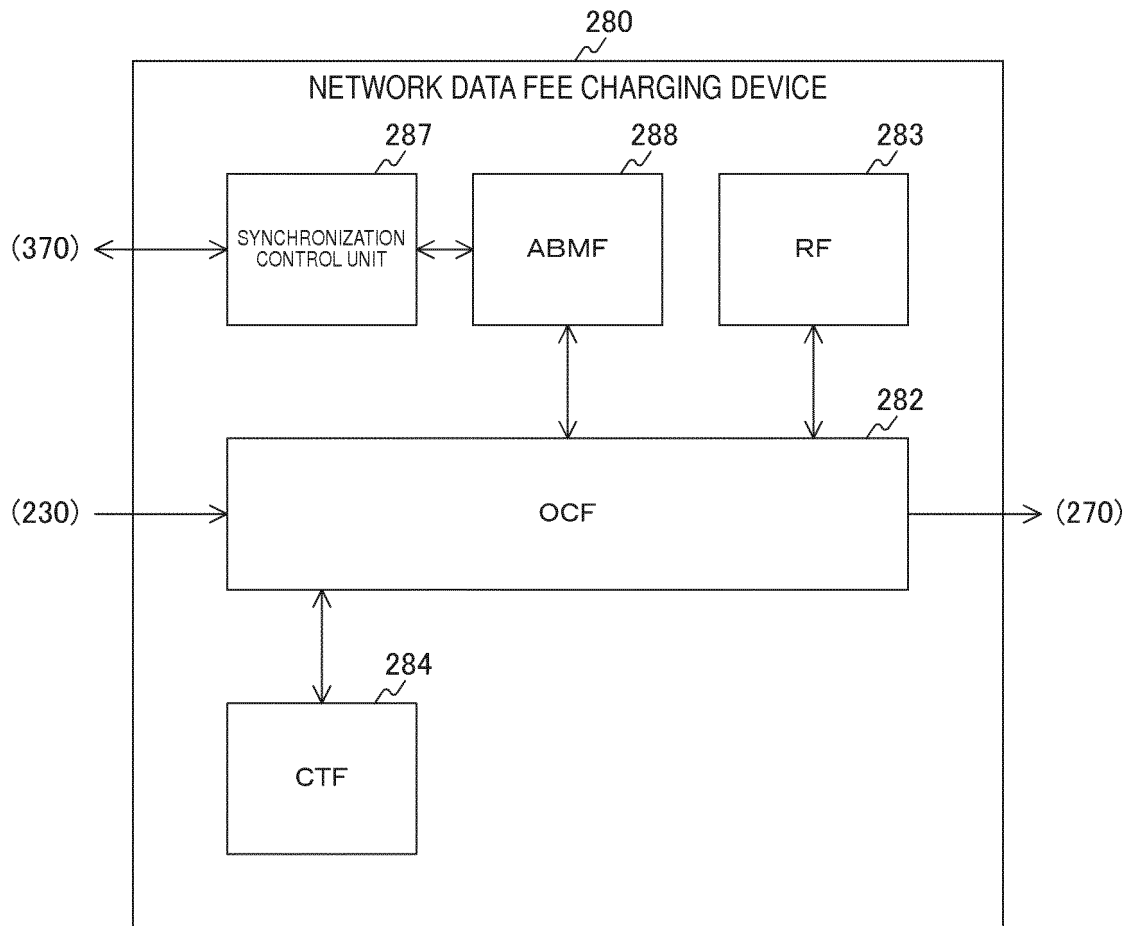 280
NETWORK DATA FEE CHARGING DEVICE
287
288
283
(370)
SYNCHRONIZATION
CONTROL UNIT
ABMF
RF
282
(230)
OCF
(270)
284
CTF